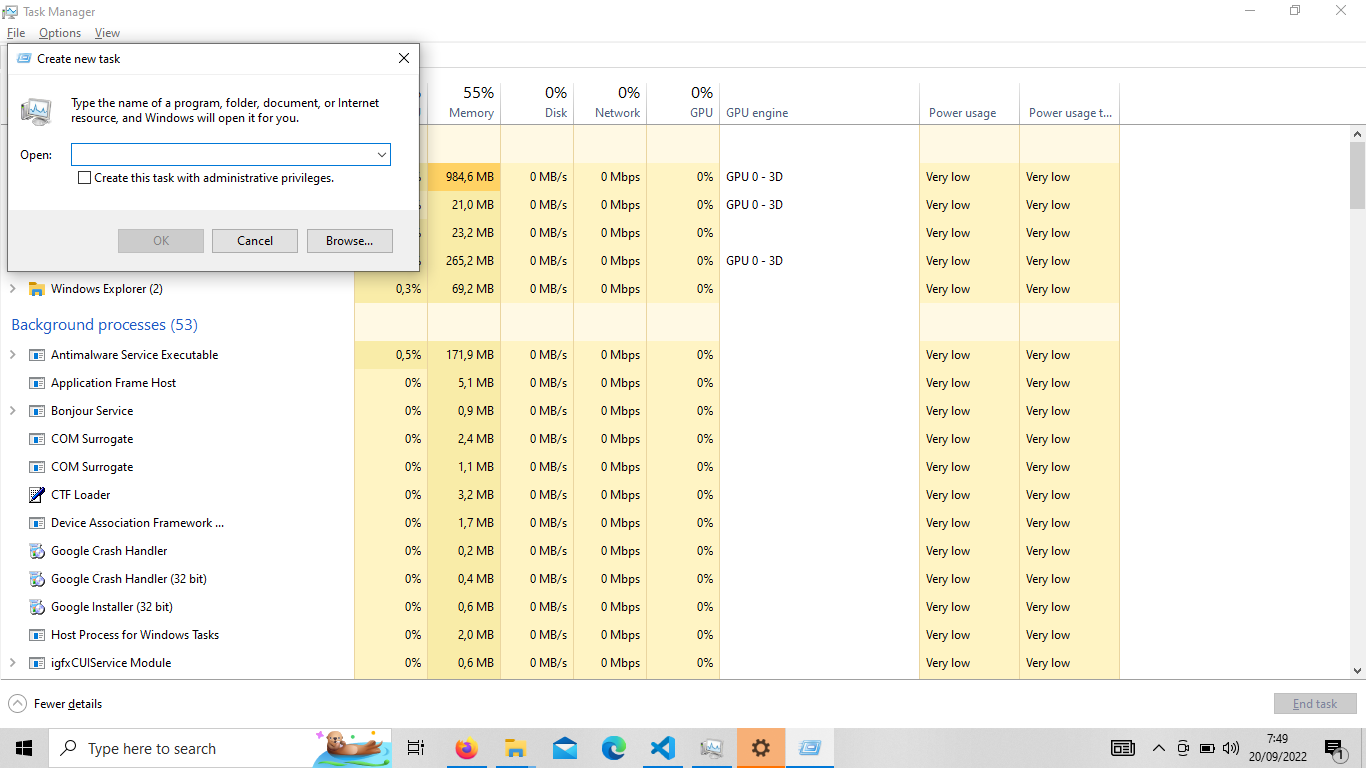 Task Manager
File Options View
Create new task
Type the name of a program, folder, document, or Internet
resource, and Windows will open it for you.
Open:
Create this task with administrative privileges.
OK Cancel Browse...
55% 0% 0% 0%
Memory Disk Network GPU GPU engine Power usage Power usage t...
984,6 MB 0 MB/s 0 Mbps 0% GPU 0 - 3D Very low Very low
21,0 MB 0 MB/s 0 Mbps 0% GPU 0 - 3D Very low Very low
23,2 MB 0 MB/s 0 Mbps 0% Very low Very low
265,2 MB 0 MB/s 0 Mbps 0% GPU 0 - 3D Very low Very low
Windows Explorer (2) 0,3% 69,2 MB 0 MB/s 0 Mbps 0% Very low Very low
Background processes (53)
Antimalware Service Executable 0,5% 171,9 MB 0 MB/s 0 Mbps 0% Very low Very low
Application Frame Host 0% 5,1 MB 0 MB/s 0 Mbps 0% Very low Very low
Bonjour Service 0% 0,9 MB 0 MB/s 0 Mbps 0% Very low Very low
COM Surrogate 0% 2,4 MB 0 MB/s 0 Mbps 0% Very low Very low
COM Surrogate 0% 1,1 MB 0 MB/s 0 Mbps 0% Very low Very low
CTF Loader 0% 3,2 MB 0 MB/s 0 Mbps 0% Very low Very low
Device Association Framework ... 0% 1,7 MB 0 MB/s 0 Mbps 0% Very low Very low
Google Crash Handler 0% 0,2 MB 0 MB/s 0 Mbps 0% Very low Very low
Google Crash Handler (32 bit) 0% 0,4 MB 0 MB/s 0 Mbps 0% Very low Very low
Google Installer (32 bit) 0% 0,6 MB 0 MB/s 0 Mbps 0% Very low Very low
Host Process for Windows Tasks 0% 2,0 MB 0 MB/s 0 Mbps 0% Very low Very low
igfxCUIService Module 0% 0,6 MB 0 MB/s 0 Mbps 0% Very low Very low
Fewer details End task
Type here to search
7:49
20/09/2022
1